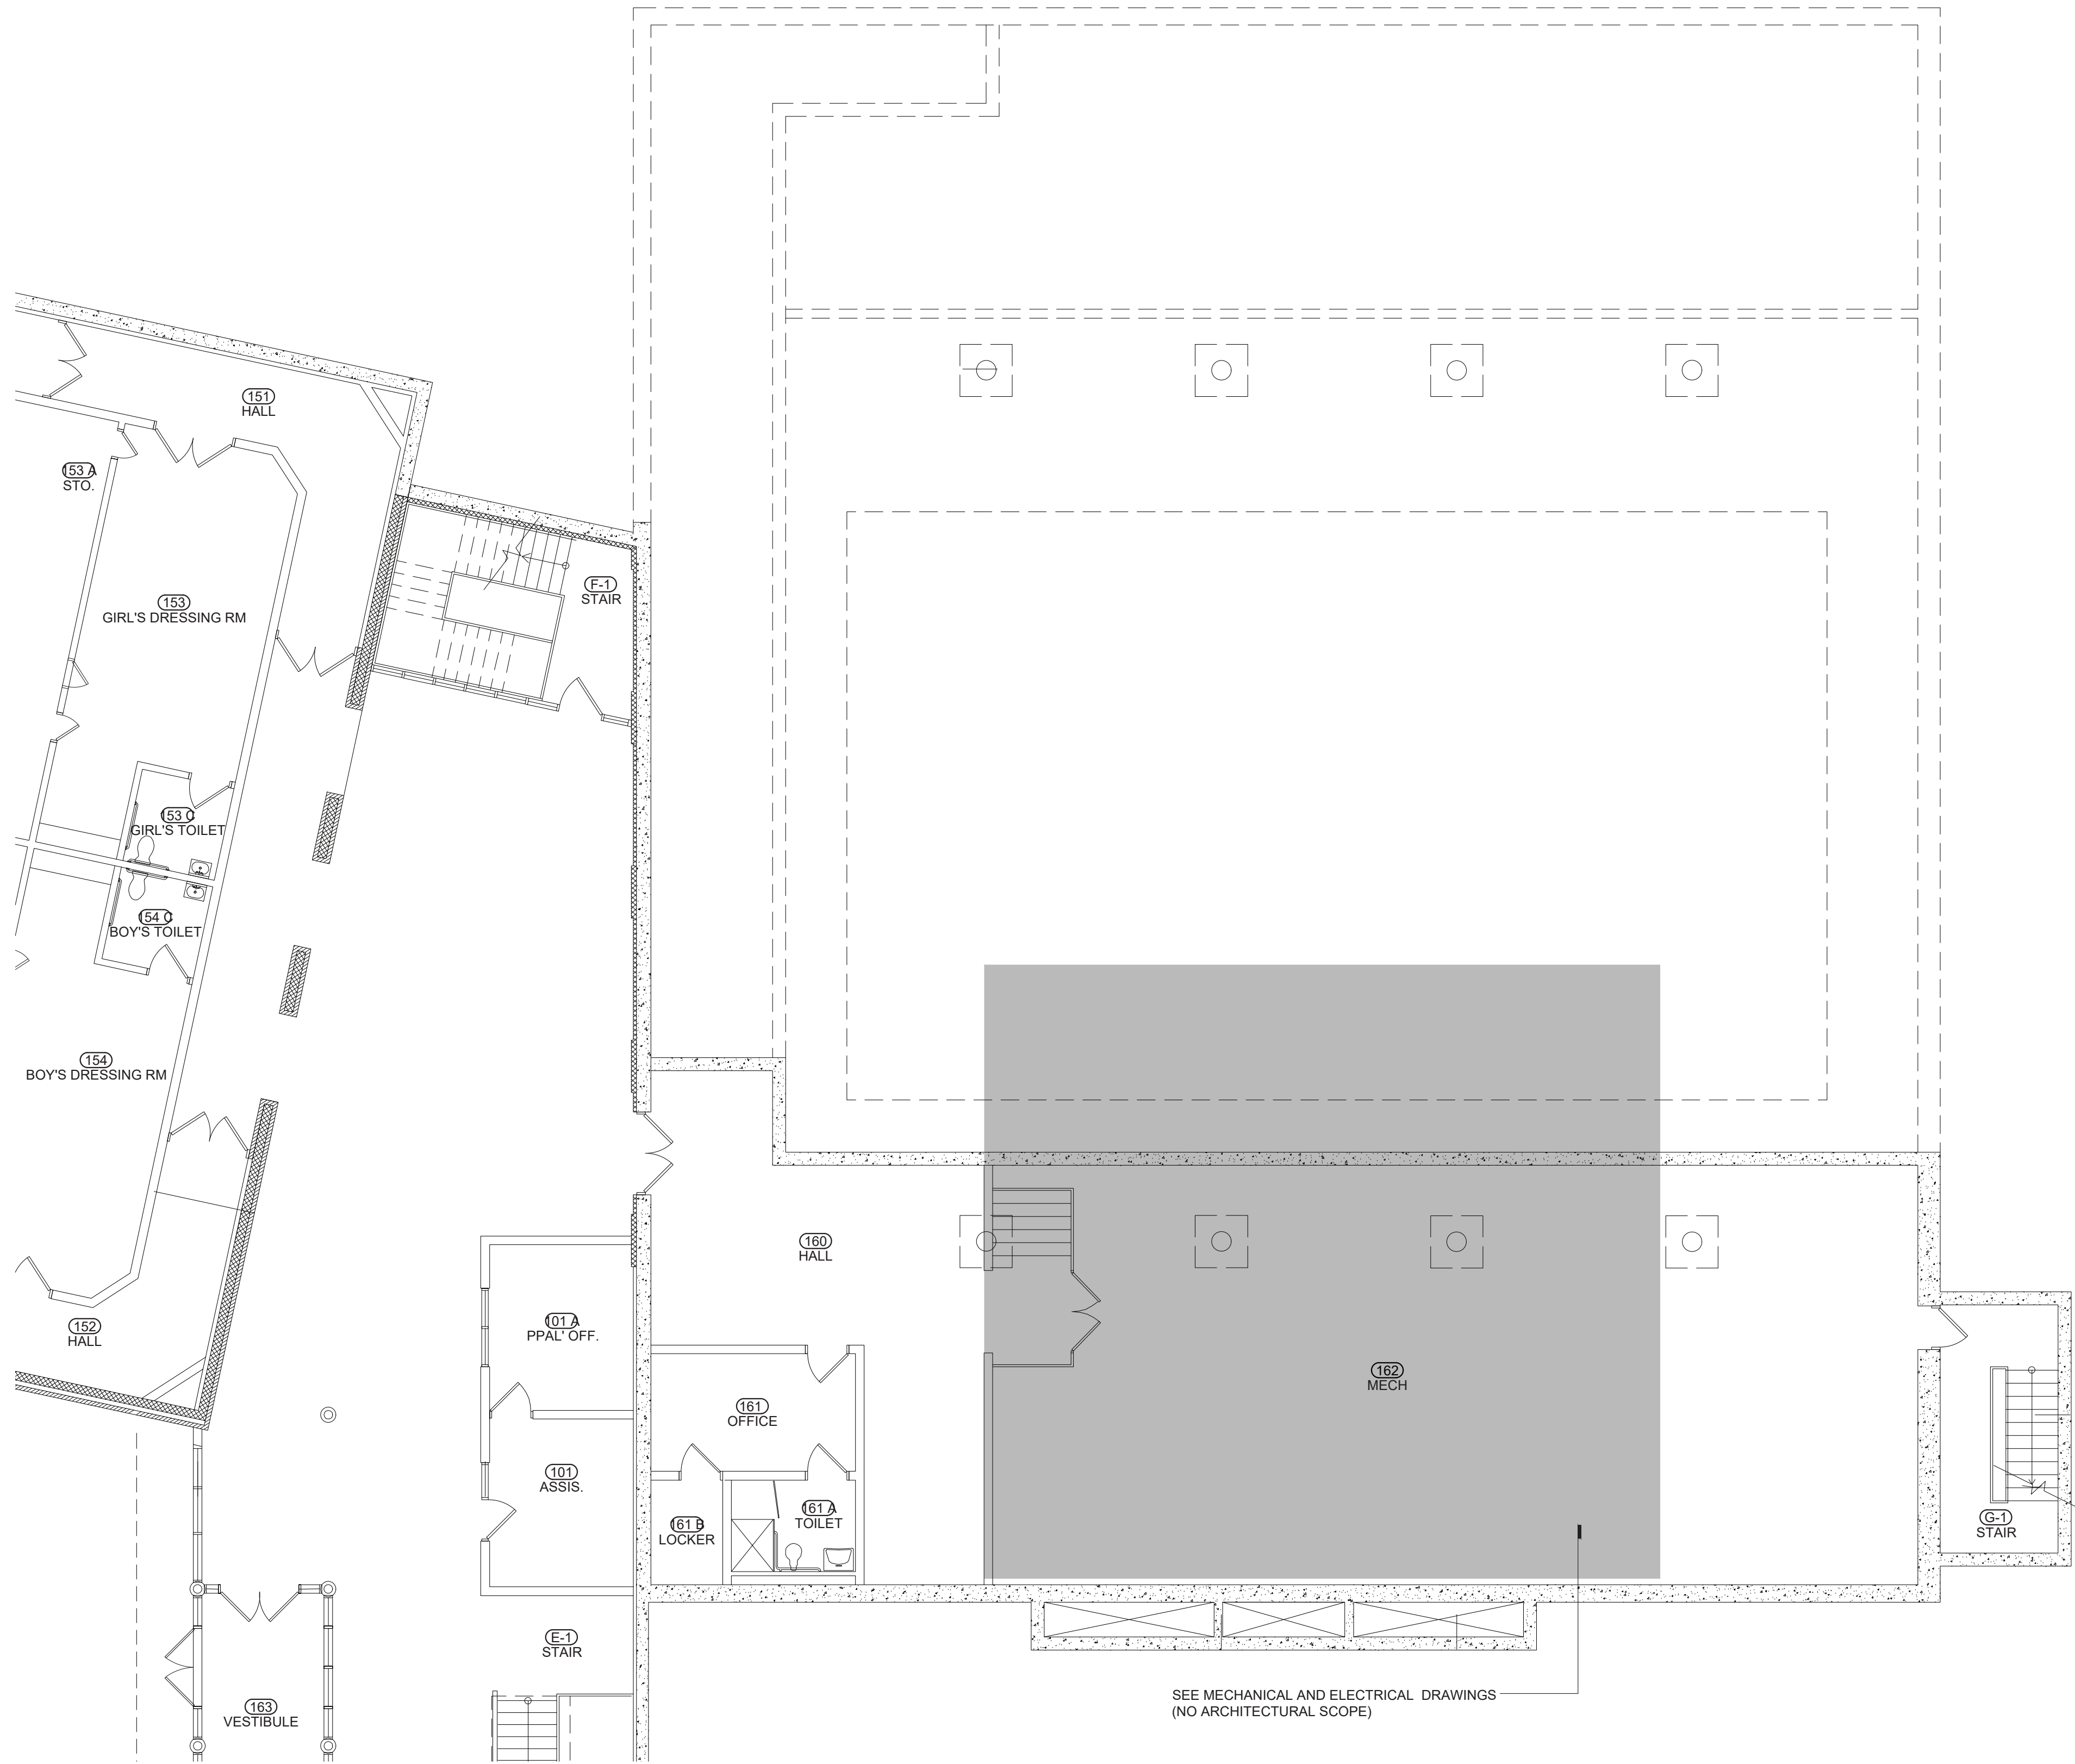 151
HALL
153 A
STO.
F-1
STAIR
153
GIRL'S DRESSING RM
153 C
GIRL'S TOILET
154 C
BOY'S TOILET
154
BOY'S DRESSING RM
160
HALL
101 A
PPAL' OFF.
152
HALL
162
MECH
161
OFFICE
101
ASSIS.
161 A
TOILET
161 B
LOCKER
G-1
STAIR
E-1
STAIR
163
VESTIBULE
SEE MECHANICAL AND ELECTRICAL DRAWINGS
(NO ARCHITECTURAL SCOPE)